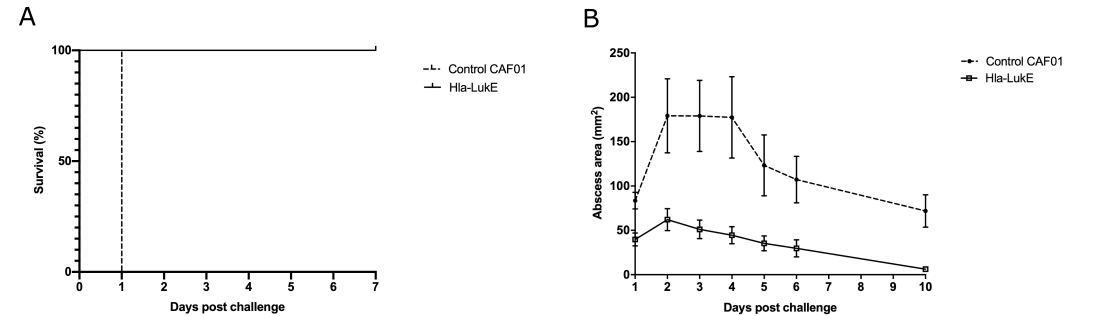 A
100
50
0
Survival (%)
0 1 2 3 4 5 6 7
Days post challenge
Control CAF01
Hla-LukE
B
250
200
150
100
50
0
Abscess area (mm²)
1 2 3 4 5 6 7 8 9 10
Days post challenge
Control CAF01
Hla-LukE